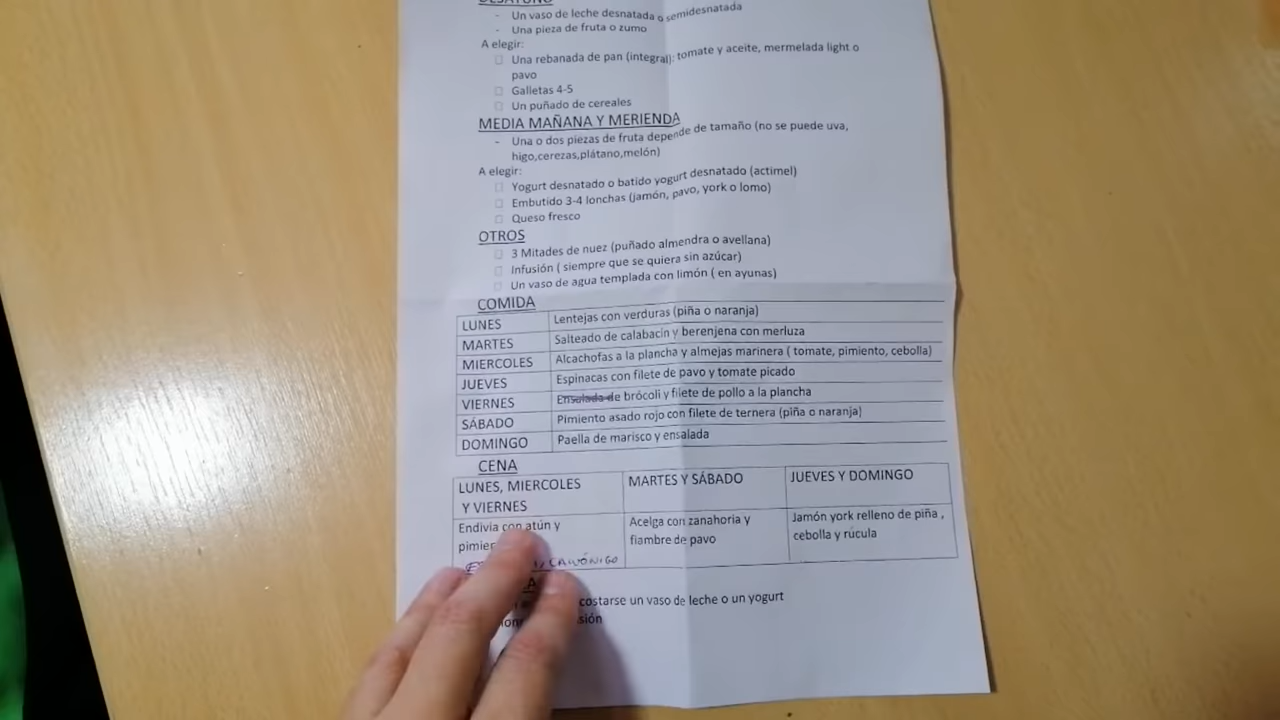 DESAYUNO
- Un vaso de leche desnatada o semidesnatada
- Una pieza de fruta o zumo
A elegir:
Una rebanada de pan (integral): tomate y aceite, mermelada light o
pavo
Galletas 4-5
Un puñado de cereales
MEDIA MAÑANA Y MERIENDA
- Una o dos piezas de fruta depende de tamaño (no se puede uva,
higo,cerezas,plátano,melón)
A elegir:
Yogurt desnatado o batido yogurt desnatado (actimel)
Embutido 3-4 lonchas (jamón, pavo, york o lomo)
Queso fresco
OTROS
3 Mitades de nuez (puñado almendra o avellana)
Infusión ( siempre que se quiera sin azúcar)
Un vaso de agua templada con limón ( en ayunas)
COMIDA
LUNES Lentejas con verduras (piña o naranja)
MARTES Salteado de calabacin y berenjena con merluza
MIERCOLES Alcachofas a la plancha y almejas marinera ( tomate, pimiento, cebolla)
JUEVES Espinacas con filete de pavo y tomate picado
VIERNES Ensalada de brócoli y filete de pollo a la plancha
SÁBADO Pimiento asado rojo con filete de ternera (piña o naranja)
DOMINGO Paella de marisco y ensalada
CENA
LUNES, MIERCOLES MARTES Y SÁBADO JUEVES Y DOMINGO
Y VIERNES
Endivia con atún y Acelga con zanahoria y Jamón york relleno de piña ,
fiambre de pavo cebolla y rúcula
CANÓNIGO
costarse un vaso de leche o un yogurt